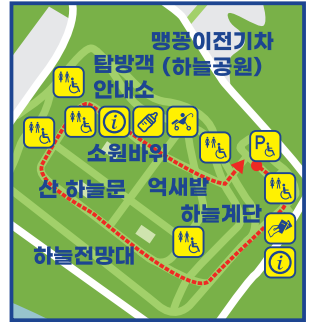 맹꽁이전기차
탐방객 (하늘공원)
안내소
소원바위
산 하늘문 억새밭
하늘계단
하늘전망대
P